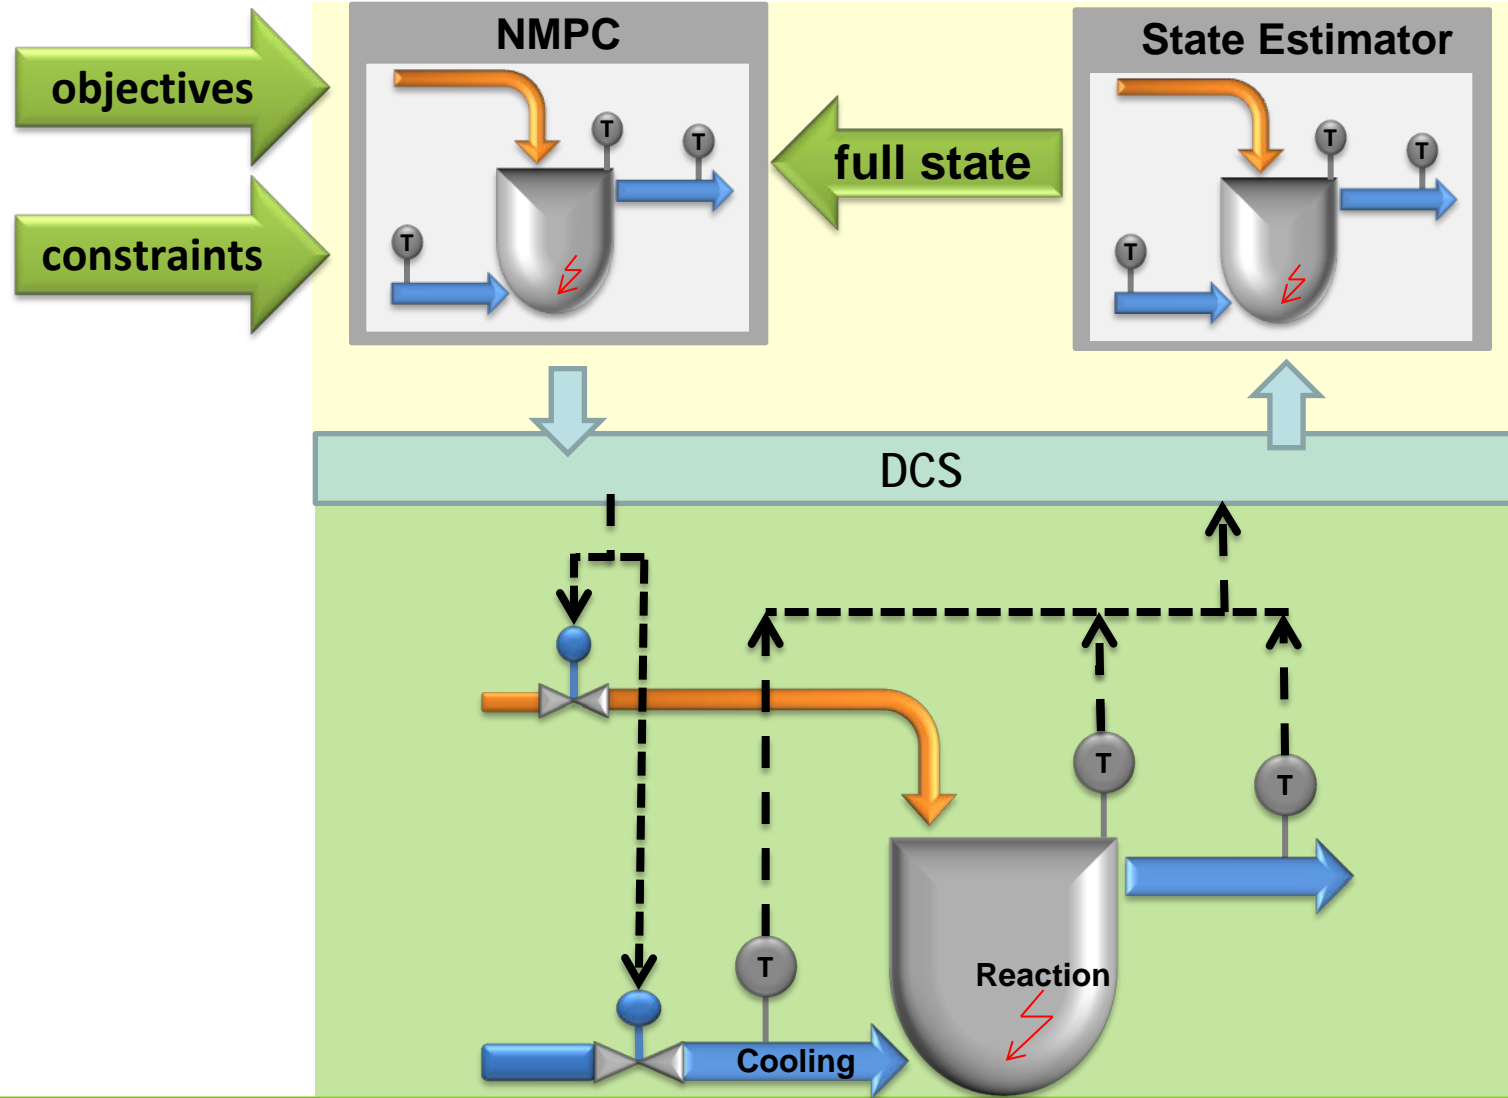 NMPC
State Estimator
objectives
T
T
full state
T
T
constraints
T
T
DCS
T
T
T
Reaction
Cooling